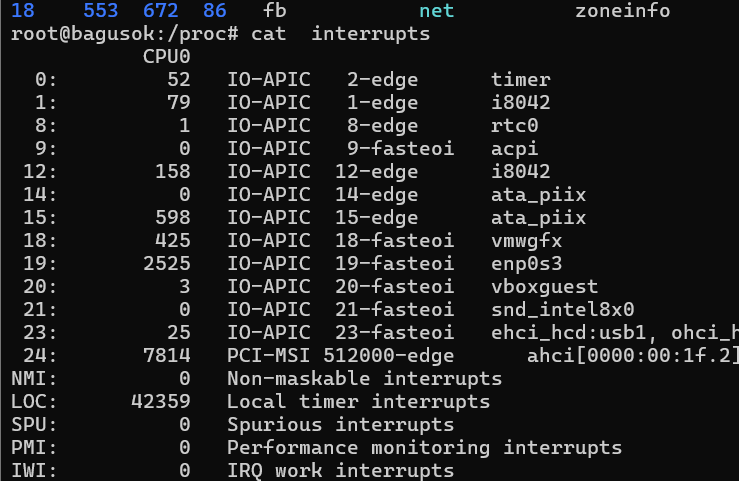 18    553  672  86   fb           net          zoneinfo
root@bagusok:/proc# cat  interrupts
           CPU0
  0:         52   IO-APIC   2-edge      timer
  1:         79   IO-APIC   1-edge      i8042
  8:          1   IO-APIC   8-edge      rtc0
  9:          0   IO-APIC   9-fasteoi   acpi
 12:        158   IO-APIC  12-edge      i8042
 14:          0   IO-APIC  14-edge      ata_piix
 15:        598   IO-APIC  15-edge      ata_piix
 18:        425   IO-APIC  18-fasteoi   vmwgfx
 19:       2525   IO-APIC  19-fasteoi   enp0s3
 20:          3   IO-APIC  20-fasteoi   vboxguest
 21:          0   IO-APIC  21-fasteoi   snd_intel8x0
 23:         25   IO-APIC  23-fasteoi   ehci_hcd:usb1, ohci_h
 24:       7814   PCI-MSI 512000-edge      ahci[0000:00:1f.2]
NMI:          0   Non-maskable interrupts
LOC:      42359   Local timer interrupts
SPU:          0   Spurious interrupts
PMI:          0   Performance monitoring interrupts
IWI:          0   IRQ work interrupts